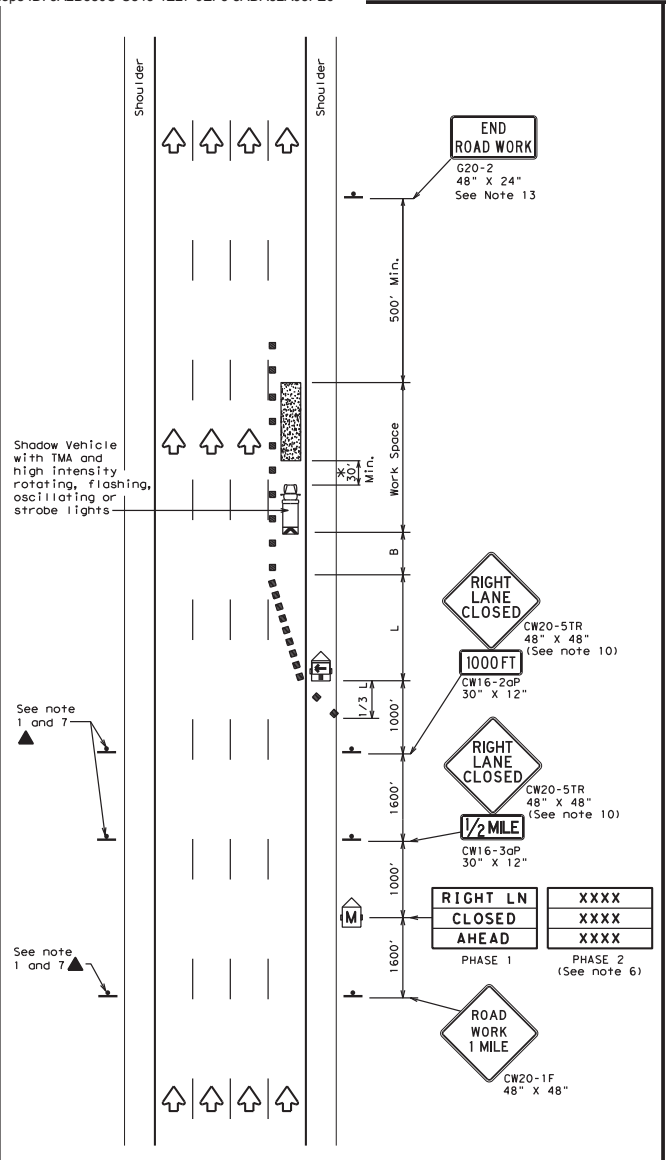 Shoulder
Shoulder
END
ROAD WORK
G20-2
48" X 24"
See Note 13
500' Min.
Shadow Vehicle
with TMA and
high intensity
rotating, flashing,
oscillating or
strobe lights
*
30'
Min.
Work Space
B
L
1/3 L
1000'
RIGHT
LANE
CLOSED
CW20-5TR
48" X 48"
(See note 10)
1000 FT
CW16-2aP
30" X 12"
See note
1 and 7
1600'
RIGHT
LANE
CLOSED
CW20-5TR
48" X 48"
(See note 10)
1/2 MILE
CW16-3aP
30" X 12"
1000'
M
RIGHT LN
CLOSED
AHEAD
PHASE 1
XXXX
XXXX
XXXX
PHASE 2
(See note 6)
See note
1 and 7
1600'
ROAD
WORK
1 MILE
CW20-1F
48" X 48"